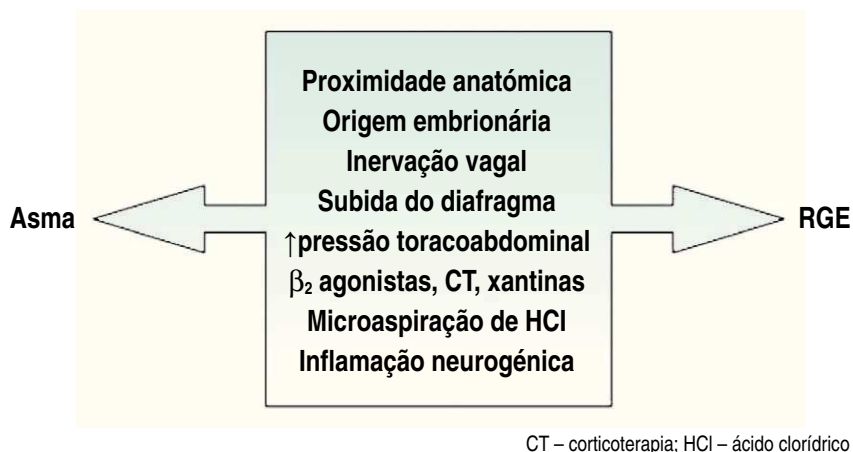 Proximidade anatómica
Origem embrionária
Inervação vagal
Subida do diafragma
Asma
RGE
↑pressão toracoabdominal
β₂ agonistas, CT, xantinas
Microaspiração de HCl
Inflamação neurogénica
CT – corticoterapia; HCl – ácido clorídrico